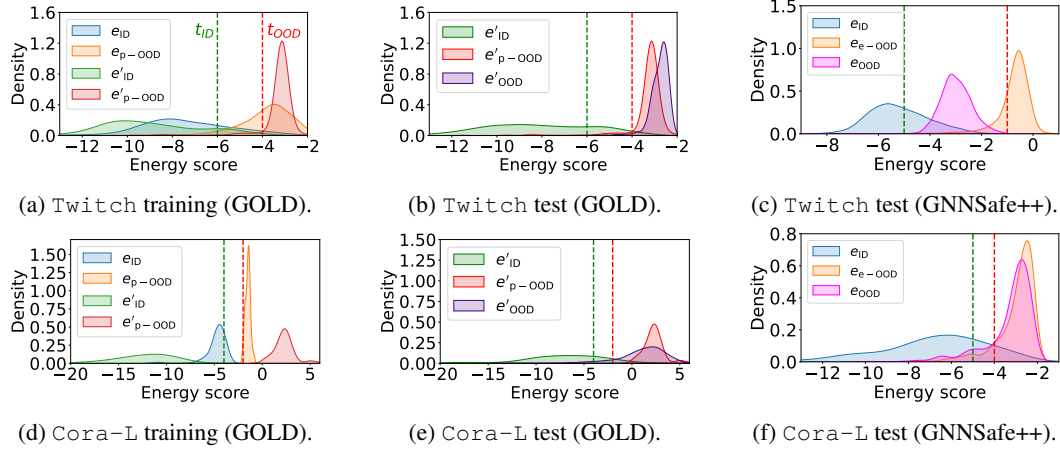 Density
1.6
1.2
0.8
0.4
0.0
e_ID
e_p−OOD
e′_ID
e′_p−OOD
t_ID
t_OOD
−12 −10 −8 −6 −4 −2
Energy score
(a) Twitch training (GOLD).
Density
1.6
1.2
0.8
0.4
0.0
e′_ID
e′_p−OOD
e′_OOD
−12 −10 −8 −6 −4 −2
Energy score
(b) Twitch test (GOLD).
Density
1.5
1.0
0.5
0.0
e_ID
e_e−OOD
e_OOD
−8 −6 −4 −2 0
Energy score
(c) Twitch test (GNNSafe++).
Density
1.50
1.25
1.00
0.75
0.50
0.25
0.00
e_ID
e_p−OOD
e′_ID
e′_p−OOD
−20 −15 −10 −5 0 5
Energy score
(d) Cora-L training (GOLD).
Density
1.50
1.25
1.00
0.75
0.50
0.25
0.00
e′_ID
e′_p−OOD
e′_OOD
−20 −15 −10 −5 0 5
Energy score
(e) Cora-L test (GOLD).
Density
0.8
0.6
0.4
0.2
0.0
e_ID
e_e−OOD
e_OOD
−12 −10 −8 −6 −4 −2
Energy score
(f) Cora-L test (GNNSafe++).